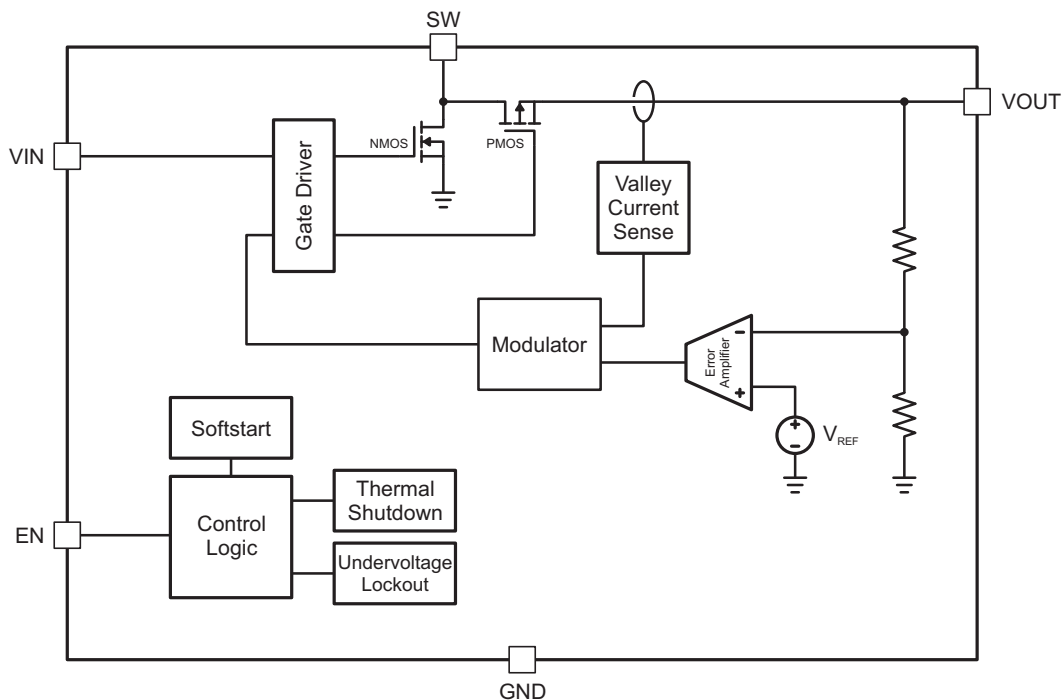 SW
VOUT
VIN
Gate Driver
NMOS
PMOS
Valley
Current
Sense
Modulator
Error
Amplifier
VREF
Softstart
Control
Logic
Thermal
Shutdown
Undervoltage
Lockout
EN
GND